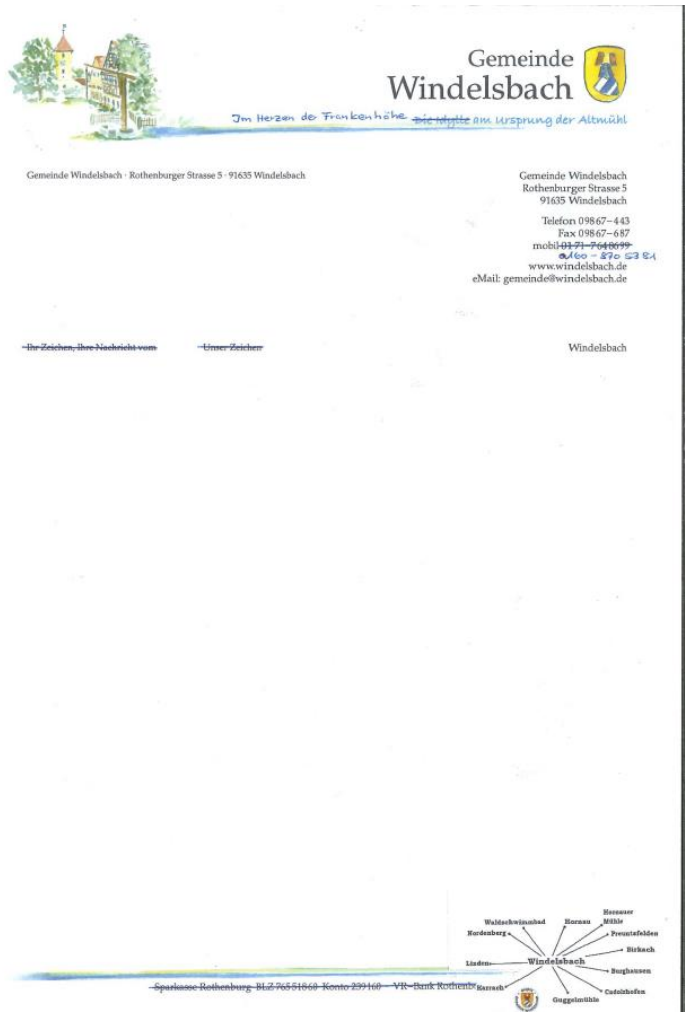 Gemeinde
Windelsbach
Im Herzen der Frankenhöhe Die Idylle am Ursprung der Altmühl
Gemeinde Windelsbach · Rothenburger Strasse 5 · 91635 Windelsbach
Gemeinde Windelsbach
Rothenburger Strasse 5
91635 Windelsbach
Telefon 09867–443
Fax 09867–687
mobil 0171–7648699
0160 – 870 53 81
www.windelsbach.de
eMail: gemeinde@windelsbach.de
Ihr Zeichen, Ihre Nachricht vom Unser Zeichen Windelsbach
Hornauer
Waldschwimmbad Hornau Mühle
Nordenberg Preuntsfelden
Birkach
Linden Windelsbach
Burghausen
Sparkasse Rothenburg BLZ 76551860 Konto 239160 VR–Bank Rothenb Karrach Cadolzhofen
Guggelmühle